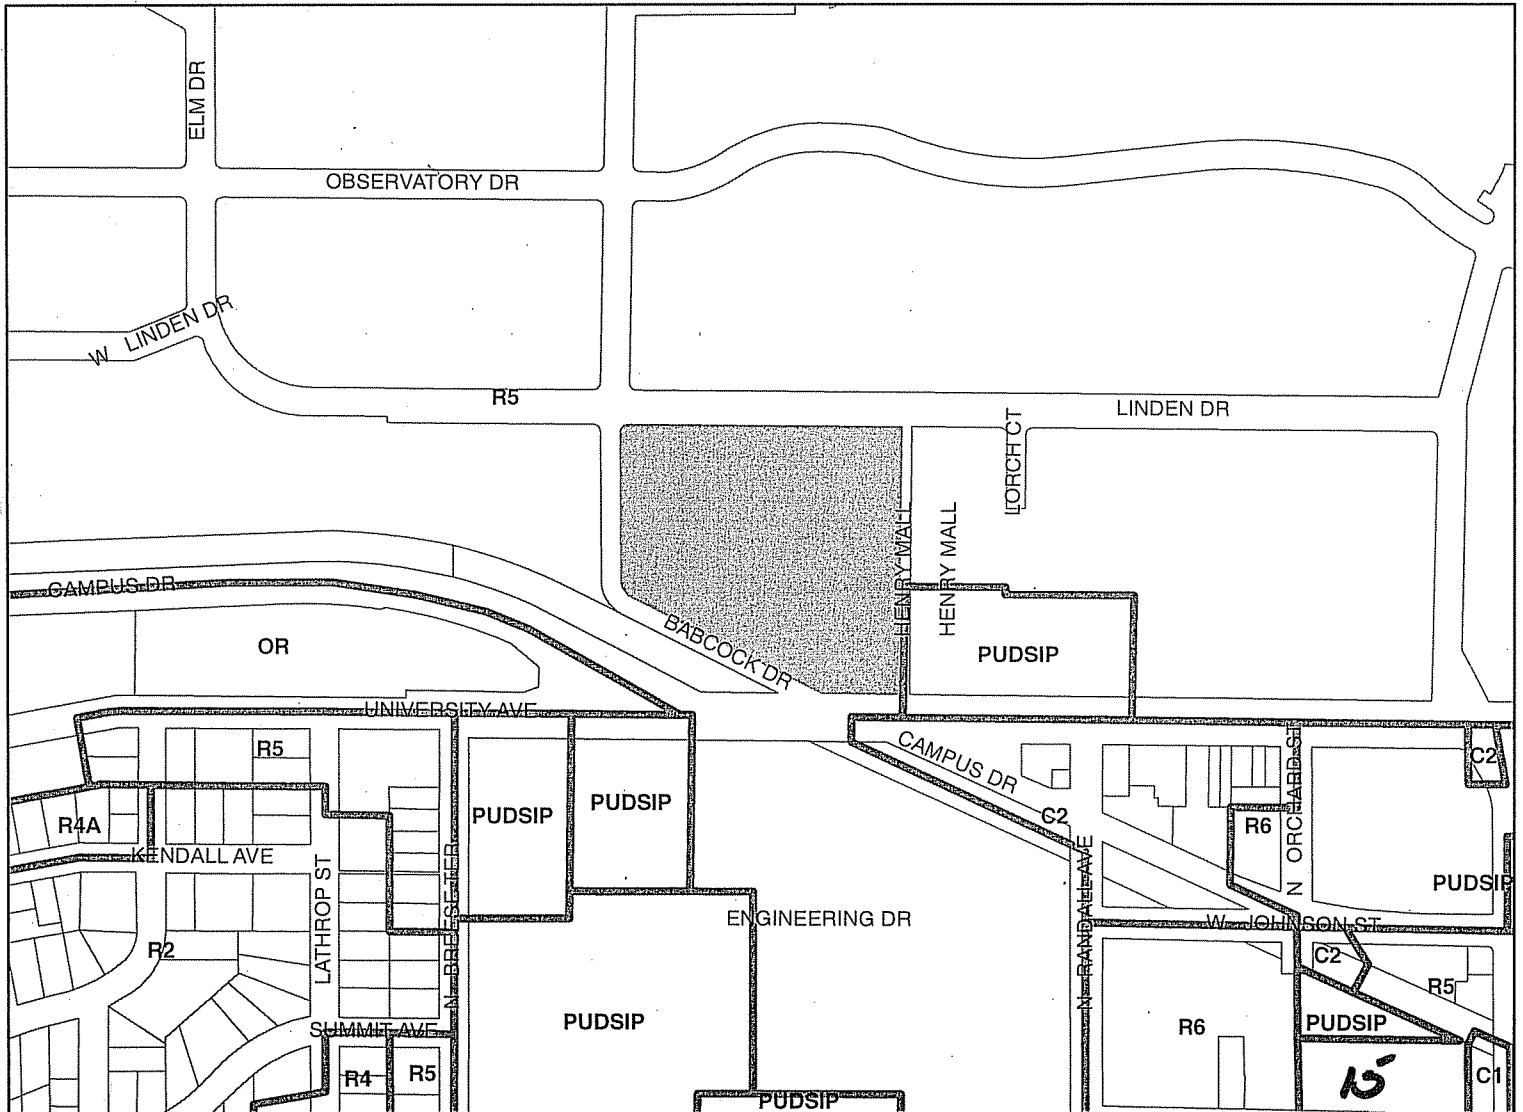 ELM DR
OBSERVATORY DR
W LINDEN DR
R5
LINDEN DR
LORCH CT
HENRY MALL
HENRY MALL
CAMPUS DR
BABCOCK DR
OR
PUDSIP
UNIVERSITY AVE
R5
CAMPUS DR
C2
N ORCHARD ST
PUDSIP
PUDSIP
C2
R4A
R6
KENDALL AVE
LATHROP ST
N BREESE TER
N RANDALL AVE
PUDSIP
ENGINEERING DR
W JOHNSON ST
R2
C2
R5
PUDSIP
R6
PUDSIP
SUMMIT AVE
R4
R5
C1
15
PUDSIP